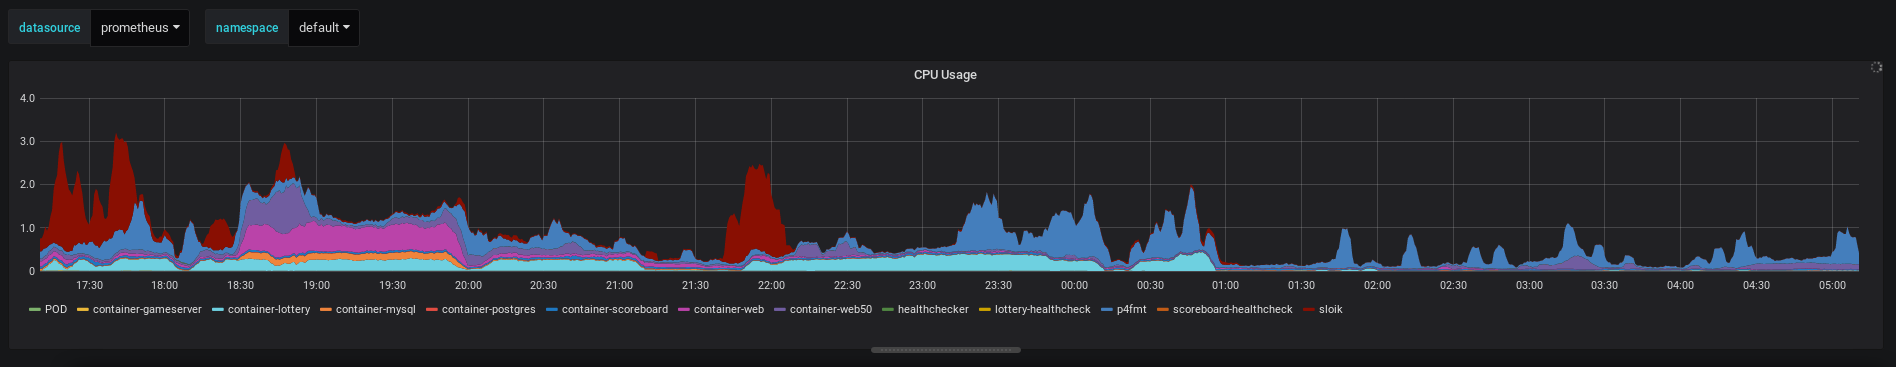 datasource prometheus namespace default
CPU Usage
4.0
3.0
2.0
1.0
0
17:30 18:00 18:30 19:00 19:30 20:00 20:30 21:00 21:30 22:00 22:30 23:00 23:30 00:00 00:30 01:00 01:30 02:00 02:30 03:00 03:30 04:00 04:30 05:00
POD container-gameserver container-lottery container-mysql container-postgres container-scoreboard container-web container-web50 healthchecker lottery-healthcheck p4fmt scoreboard-healthcheck sloik